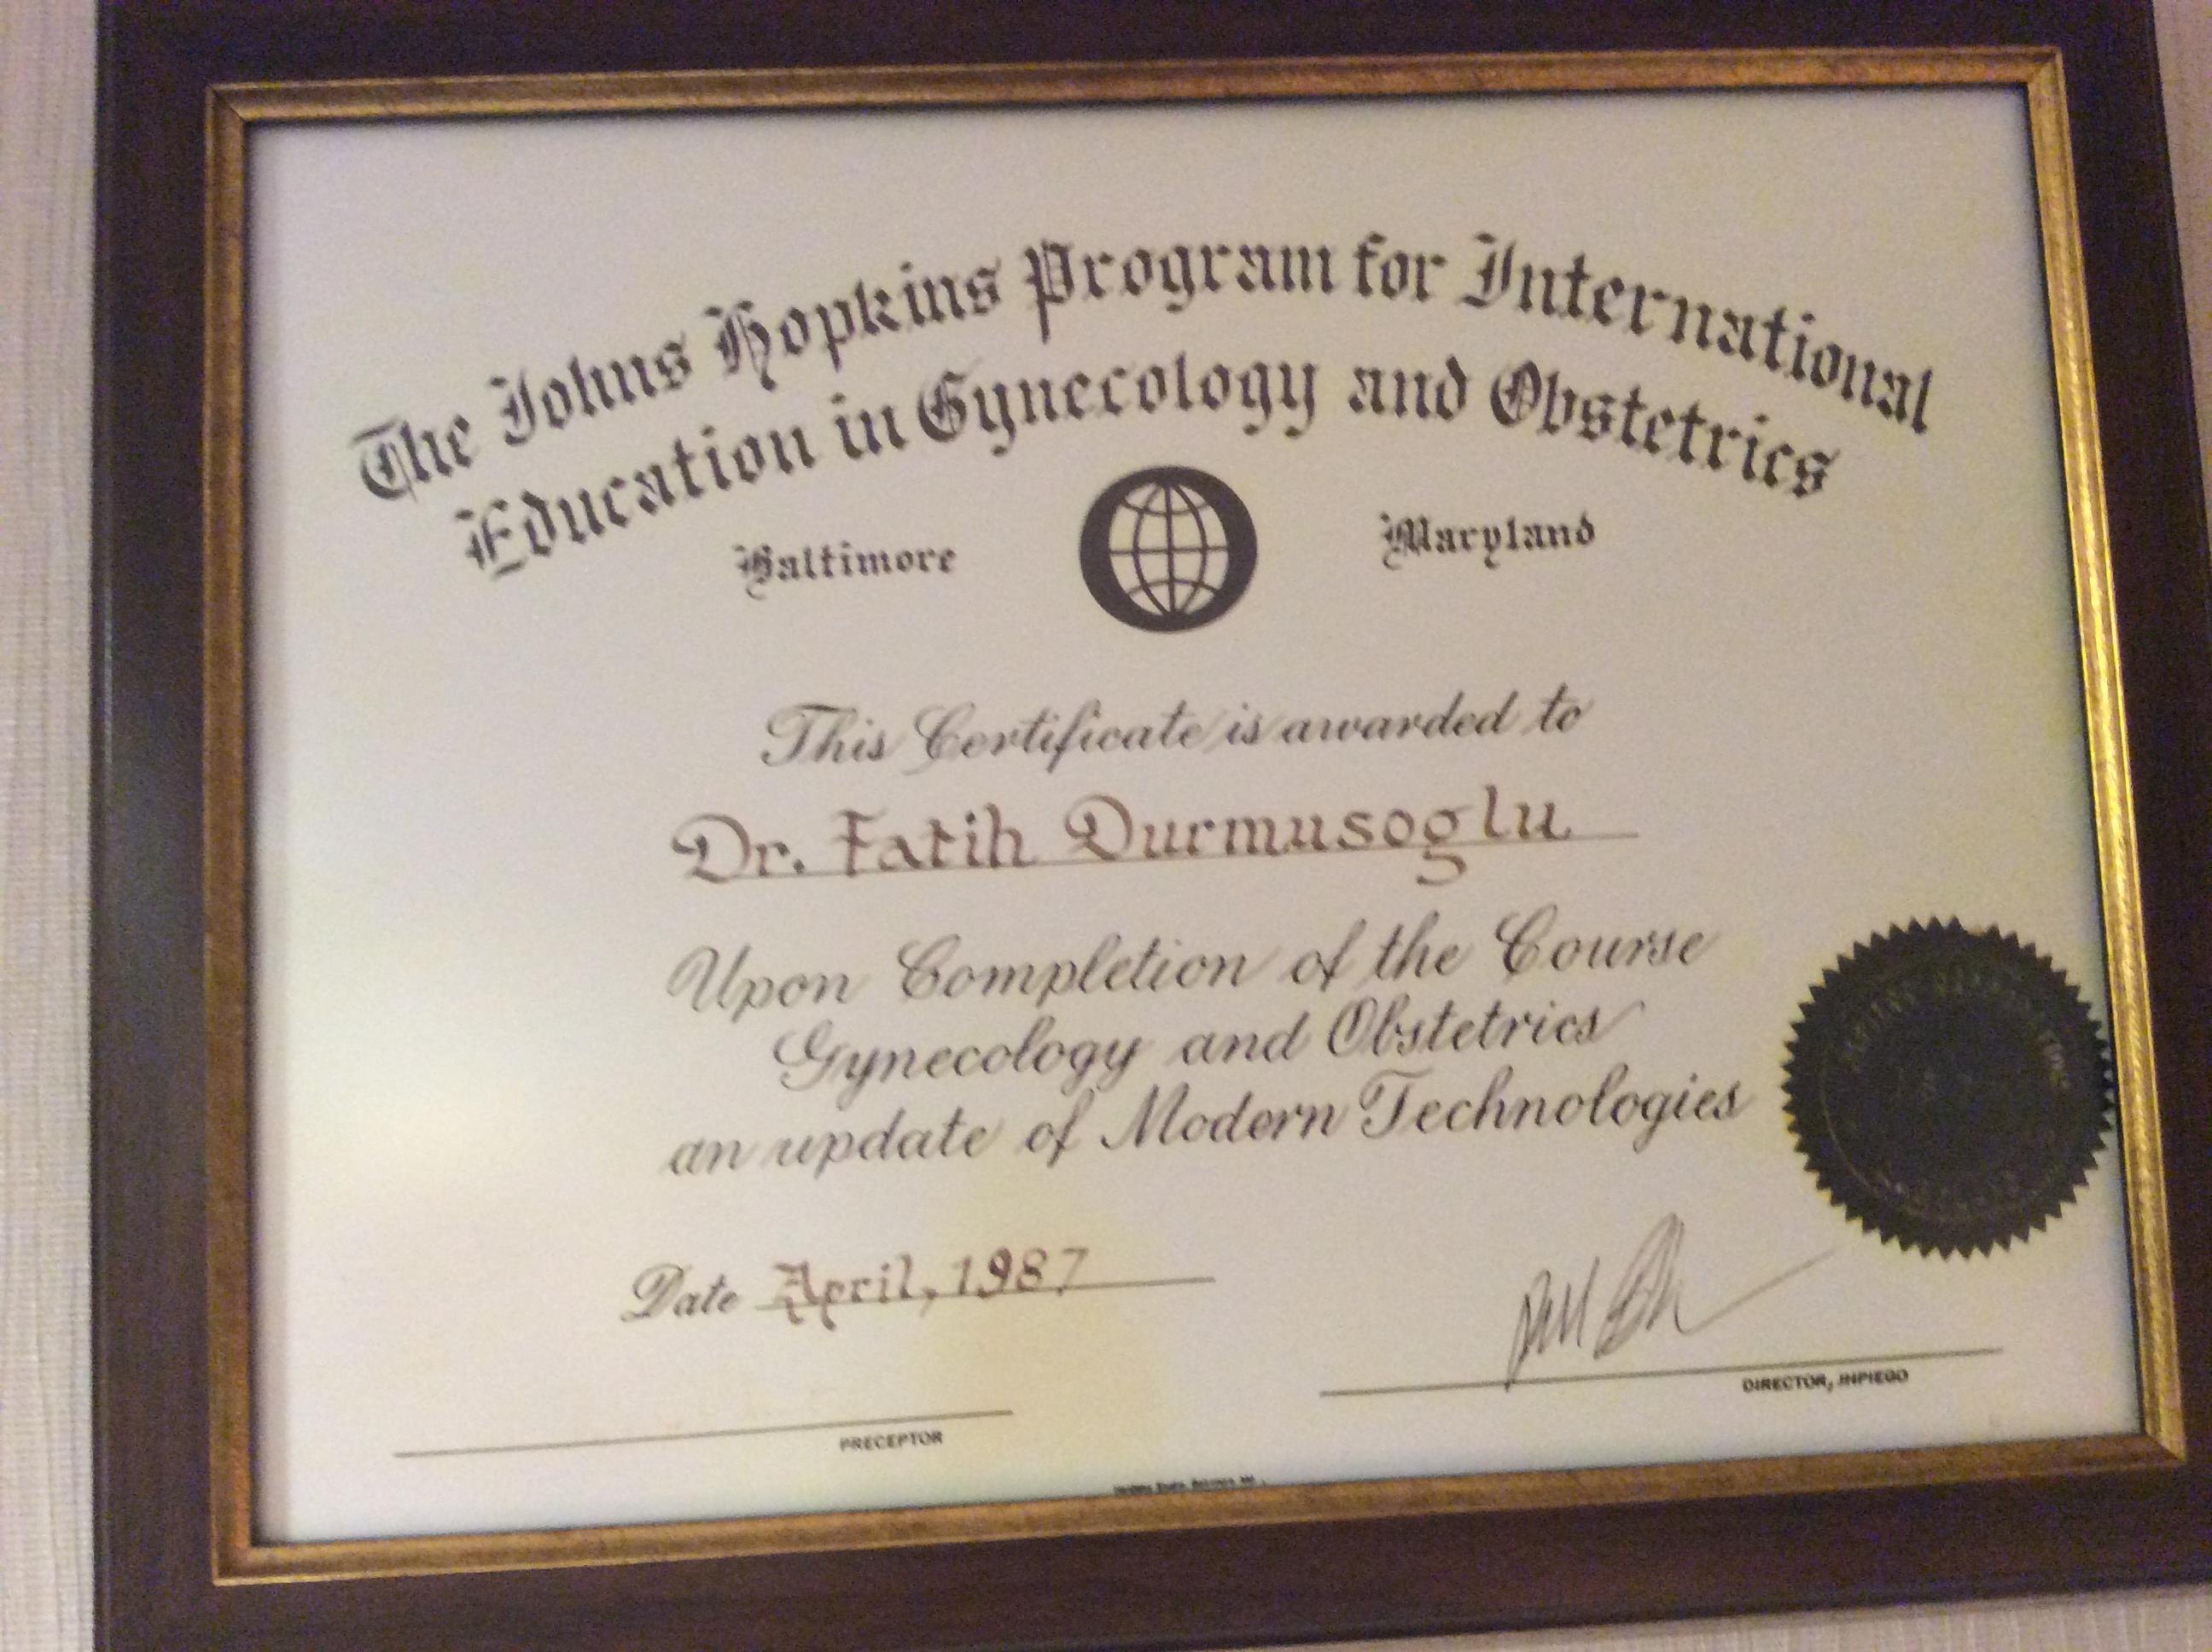 The Johns Hopkins Program for International
Education in Gynecology and Obstetrics
Baltimore Maryland
This Certificate is awarded to
Dr. Fatih Durmusoglu
Upon Completion of the Course
Gynecology and Obstetrics
an update of Modern Technologies
Date April, 1987
DIRECTOR, JHPIEGO
PRECEPTOR